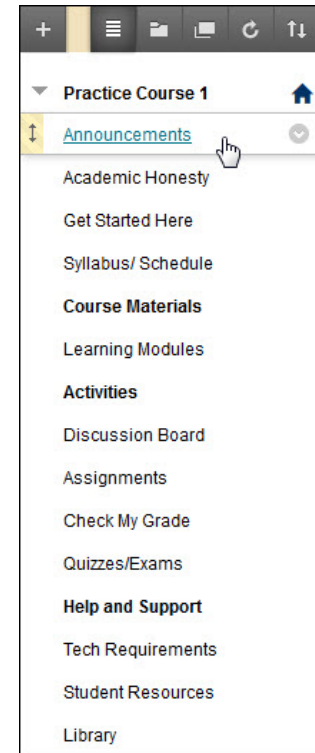 Practice Course 1
Announcements
Academic Honesty
Get Started Here
Syllabus/ Schedule
Course Materials
Learning Modules
Activities
Discussion Board
Assignments
Check My Grade
Quizzes/Exams
Help and Support
Tech Requirements
Student Resources
Library